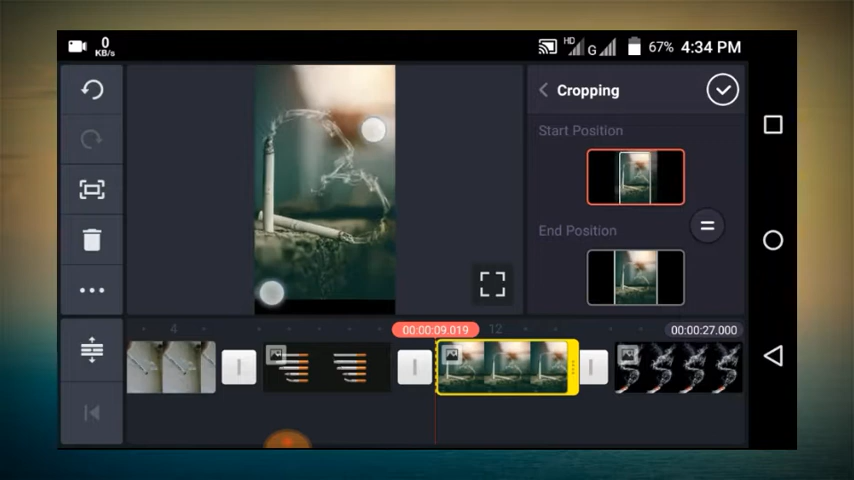 0
KB/s
HD
G
67% 4:34 PM
Cropping
Start Position
End Position
4
00:00:09.019
12
00:00:27.000